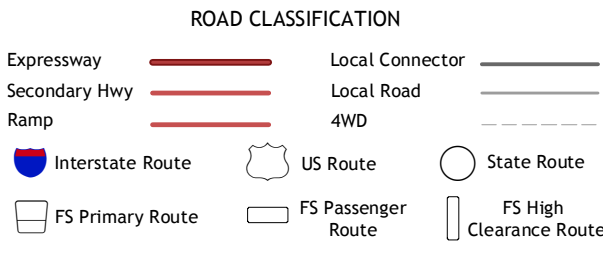 ROAD CLASSIFICATION
Expressway
Local Connector
Secondary Hwy
Local Road
Ramp
4WD
Interstate Route
US Route
State Route
FS Primary Route
FS Passenger
Route
FS High
Clearance Route